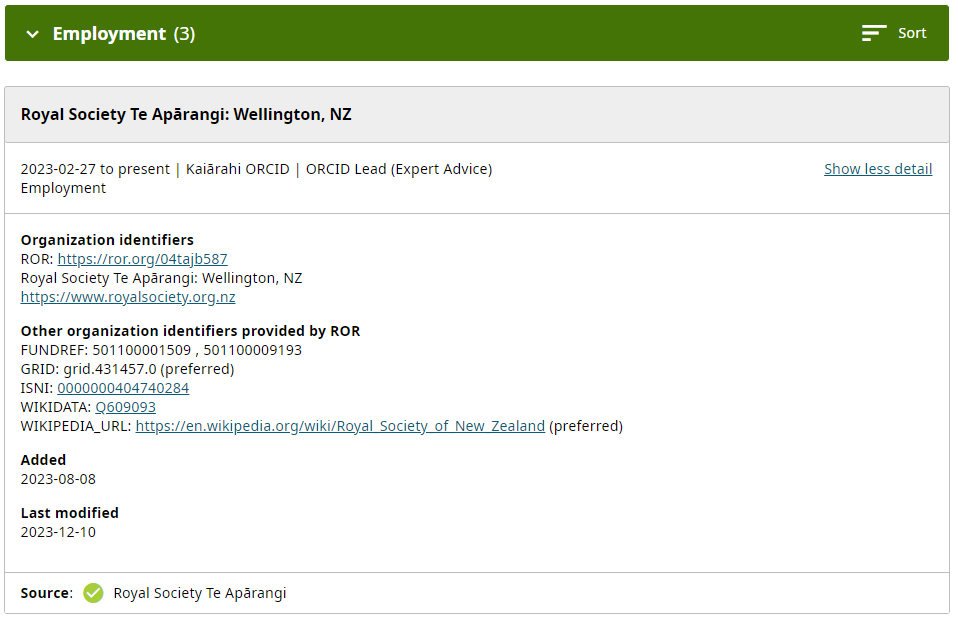 Employment (3)
Sort
Royal Society Te Apārangi: Wellington, NZ
2023-02-27 to present | Kaiārahi ORCID | ORCID Lead (Expert Advice)
Show less detail
Employment
Organization identifiers
ROR: https://ror.org/04tajb587
Royal Society Te Apārangi: Wellington, NZ
https://www.royalsociety.org.nz
Other organization identifiers provided by ROR
FUNDREF: 501100001509 , 501100009193
GRID: grid.431457.0 (preferred)
ISNI: 0000000404740284
WIKIDATA: Q609093
WIKIPEDIA_URL: https://en.wikipedia.org/wiki/Royal_Society_of_New_Zealand (preferred)
Added
2023-08-08
Last modified
2023-12-10
Source: Royal Society Te Apārangi